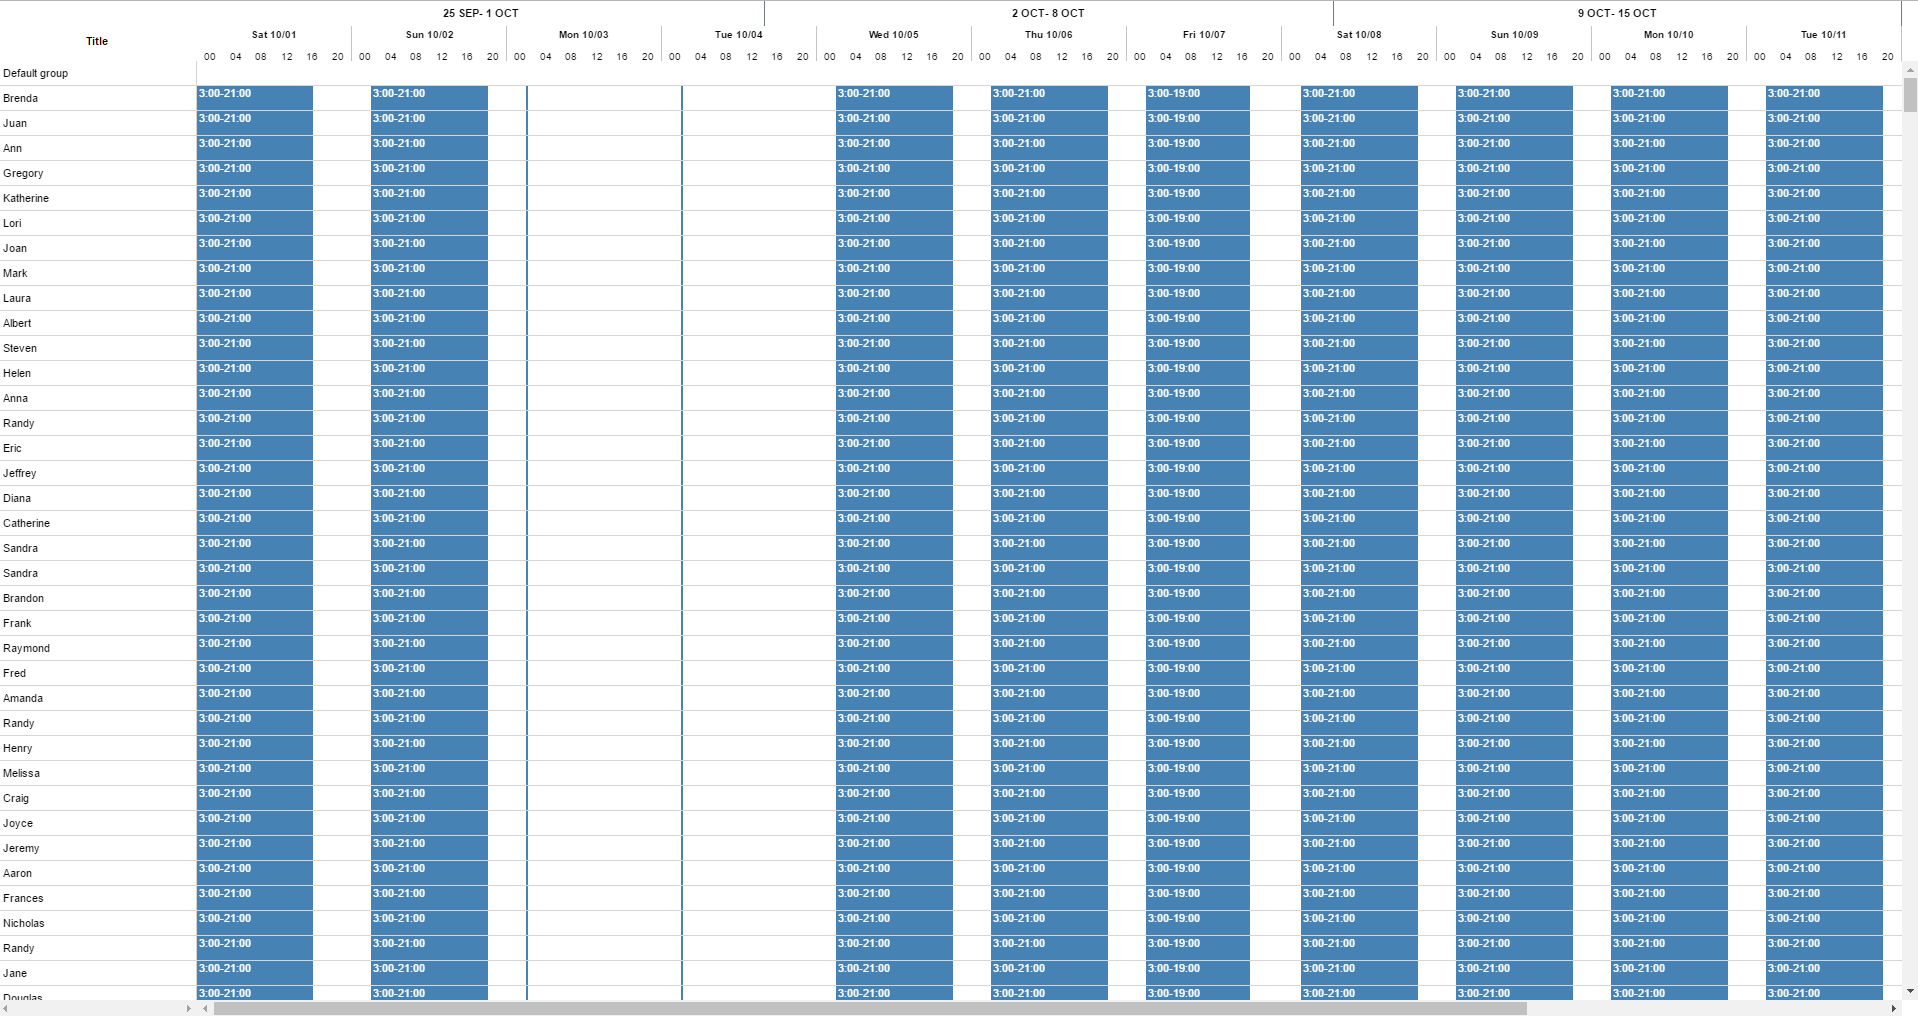 25 SEP- 1 OCT 2 OCT- 8 OCT 9 OCT- 15 OCT
Title
Sat 10/01 Sun 10/02 Mon 10/03 Tue 10/04 Wed 10/05 Thu 10/06 Fri 10/07 Sat 10/08 Sun 10/09 Mon 10/10 Tue 10/11
00 04 08 12 16 20 00 04 08 12 16 20 00 04 08 12 16 20 00 04 08 12 16 20 00 04 08 12 16 20 00 04 08 12 16 20 00 04 08 12 16 20 00 04 08 12 16 20 00 04 08 12 16 20 00 04 08 12 16 20 00 04 08 12 16 20
Default group
Brenda 3:00-21:00 3:00-21:00 3:00-21:00 3:00-21:00 3:00-19:00 3:00-21:00 3:00-21:00 3:00-21:00 3:00-21:00
Juan 3:00-21:00 3:00-21:00 3:00-21:00 3:00-21:00 3:00-19:00 3:00-21:00 3:00-21:00 3:00-21:00 3:00-21:00
Ann 3:00-21:00 3:00-21:00 3:00-21:00 3:00-21:00 3:00-19:00 3:00-21:00 3:00-21:00 3:00-21:00 3:00-21:00
Gregory 3:00-21:00 3:00-21:00 3:00-21:00 3:00-21:00 3:00-19:00 3:00-21:00 3:00-21:00 3:00-21:00 3:00-21:00
Katherine 3:00-21:00 3:00-21:00 3:00-21:00 3:00-21:00 3:00-19:00 3:00-21:00 3:00-21:00 3:00-21:00 3:00-21:00
Lori 3:00-21:00 3:00-21:00 3:00-21:00 3:00-21:00 3:00-19:00 3:00-21:00 3:00-21:00 3:00-21:00 3:00-21:00
Joan 3:00-21:00 3:00-21:00 3:00-21:00 3:00-21:00 3:00-19:00 3:00-21:00 3:00-21:00 3:00-21:00 3:00-21:00
Mark 3:00-21:00 3:00-21:00 3:00-21:00 3:00-21:00 3:00-19:00 3:00-21:00 3:00-21:00 3:00-21:00 3:00-21:00
Laura 3:00-21:00 3:00-21:00 3:00-21:00 3:00-21:00 3:00-19:00 3:00-21:00 3:00-21:00 3:00-21:00 3:00-21:00
Albert 3:00-21:00 3:00-21:00 3:00-21:00 3:00-21:00 3:00-19:00 3:00-21:00 3:00-21:00 3:00-21:00 3:00-21:00
Steven 3:00-21:00 3:00-21:00 3:00-21:00 3:00-21:00 3:00-19:00 3:00-21:00 3:00-21:00 3:00-21:00 3:00-21:00
Helen 3:00-21:00 3:00-21:00 3:00-21:00 3:00-21:00 3:00-19:00 3:00-21:00 3:00-21:00 3:00-21:00 3:00-21:00
Anna 3:00-21:00 3:00-21:00 3:00-21:00 3:00-21:00 3:00-19:00 3:00-21:00 3:00-21:00 3:00-21:00 3:00-21:00
Randy 3:00-21:00 3:00-21:00 3:00-21:00 3:00-21:00 3:00-19:00 3:00-21:00 3:00-21:00 3:00-21:00 3:00-21:00
Eric 3:00-21:00 3:00-21:00 3:00-21:00 3:00-21:00 3:00-19:00 3:00-21:00 3:00-21:00 3:00-21:00 3:00-21:00
Jeffrey 3:00-21:00 3:00-21:00 3:00-21:00 3:00-21:00 3:00-19:00 3:00-21:00 3:00-21:00 3:00-21:00 3:00-21:00
Diana 3:00-21:00 3:00-21:00 3:00-21:00 3:00-21:00 3:00-19:00 3:00-21:00 3:00-21:00 3:00-21:00 3:00-21:00
Catherine 3:00-21:00 3:00-21:00 3:00-21:00 3:00-21:00 3:00-19:00 3:00-21:00 3:00-21:00 3:00-21:00 3:00-21:00
Sandra 3:00-21:00 3:00-21:00 3:00-21:00 3:00-21:00 3:00-19:00 3:00-21:00 3:00-21:00 3:00-21:00 3:00-21:00
Sandra 3:00-21:00 3:00-21:00 3:00-21:00 3:00-21:00 3:00-19:00 3:00-21:00 3:00-21:00 3:00-21:00 3:00-21:00
Brandon 3:00-21:00 3:00-21:00 3:00-21:00 3:00-21:00 3:00-19:00 3:00-21:00 3:00-21:00 3:00-21:00 3:00-21:00
Frank 3:00-21:00 3:00-21:00 3:00-21:00 3:00-21:00 3:00-19:00 3:00-21:00 3:00-21:00 3:00-21:00 3:00-21:00
Raymond 3:00-21:00 3:00-21:00 3:00-21:00 3:00-21:00 3:00-19:00 3:00-21:00 3:00-21:00 3:00-21:00 3:00-21:00
Fred 3:00-21:00 3:00-21:00 3:00-21:00 3:00-21:00 3:00-19:00 3:00-21:00 3:00-21:00 3:00-21:00 3:00-21:00
Amanda 3:00-21:00 3:00-21:00 3:00-21:00 3:00-21:00 3:00-19:00 3:00-21:00 3:00-21:00 3:00-21:00 3:00-21:00
Randy 3:00-21:00 3:00-21:00 3:00-21:00 3:00-21:00 3:00-19:00 3:00-21:00 3:00-21:00 3:00-21:00 3:00-21:00
Henry 3:00-21:00 3:00-21:00 3:00-21:00 3:00-21:00 3:00-19:00 3:00-21:00 3:00-21:00 3:00-21:00 3:00-21:00
Melissa 3:00-21:00 3:00-21:00 3:00-21:00 3:00-21:00 3:00-19:00 3:00-21:00 3:00-21:00 3:00-21:00 3:00-21:00
Craig 3:00-21:00 3:00-21:00 3:00-21:00 3:00-21:00 3:00-19:00 3:00-21:00 3:00-21:00 3:00-21:00 3:00-21:00
Joyce 3:00-21:00 3:00-21:00 3:00-21:00 3:00-21:00 3:00-19:00 3:00-21:00 3:00-21:00 3:00-21:00 3:00-21:00
Jeremy 3:00-21:00 3:00-21:00 3:00-21:00 3:00-21:00 3:00-19:00 3:00-21:00 3:00-21:00 3:00-21:00 3:00-21:00
Aaron 3:00-21:00 3:00-21:00 3:00-21:00 3:00-21:00 3:00-19:00 3:00-21:00 3:00-21:00 3:00-21:00 3:00-21:00
Frances 3:00-21:00 3:00-21:00 3:00-21:00 3:00-21:00 3:00-19:00 3:00-21:00 3:00-21:00 3:00-21:00 3:00-21:00
Nicholas 3:00-21:00 3:00-21:00 3:00-21:00 3:00-21:00 3:00-19:00 3:00-21:00 3:00-21:00 3:00-21:00 3:00-21:00
Randy 3:00-21:00 3:00-21:00 3:00-21:00 3:00-21:00 3:00-19:00 3:00-21:00 3:00-21:00 3:00-21:00 3:00-21:00
Jane 3:00-21:00 3:00-21:00 3:00-21:00 3:00-21:00 3:00-19:00 3:00-21:00 3:00-21:00 3:00-21:00 3:00-21:00
Douglas 3:00-21:00 3:00-21:00 3:00-21:00 3:00-21:00 3:00-19:00 3:00-21:00 3:00-21:00 3:00-21:00 3:00-21:00